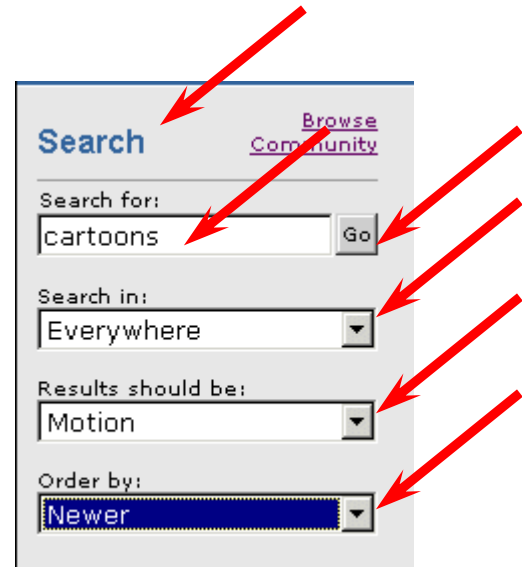 Browse
Search Community
Search for:
cartoons Go
Search in:
Everywhere
Results should be:
Motion
Order by:
Newer